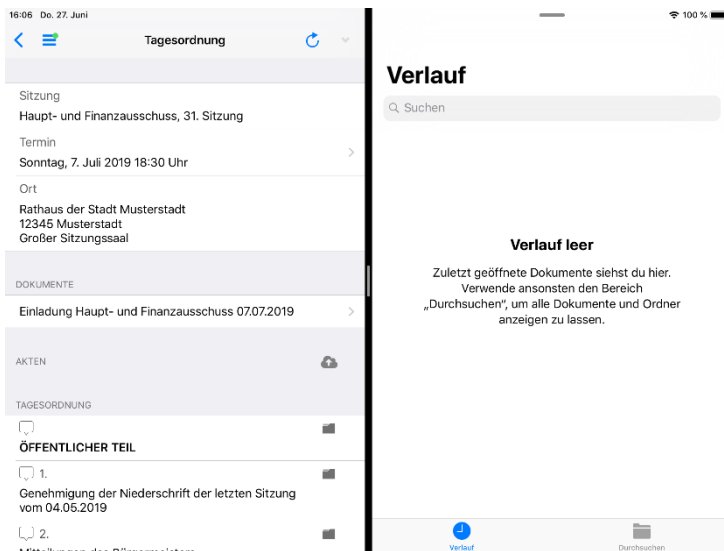 16:06 Do. 27. Juni
100 %
Tagesordnung
Sitzung
Haupt- und Finanzausschuss, 31. Sitzung
Termin
Sonntag, 7. Juli 2019 18:30 Uhr
Ort
Rathaus der Stadt Musterstadt
12345 Musterstadt
Großer Sitzungssaal
DOKUMENTE
Einladung Haupt- und Finanzausschuss 07.07.2019
AKTEN
TAGESORDNUNG
ÖFFENTLICHER TEIL
1.
Genehmigung der Niederschrift der letzten Sitzung
vom 04.05.2019
2.
Mitteilungen des Bürgermeisters
Verlauf
Suchen
Verlauf leer
Zuletzt geöffnete Dokumente siehst du hier.
Verwende ansonsten den Bereich
„Durchsuchen“, um alle Dokumente und Ordner
anzeigen zu lassen.
Verlauf
Durchsuchen